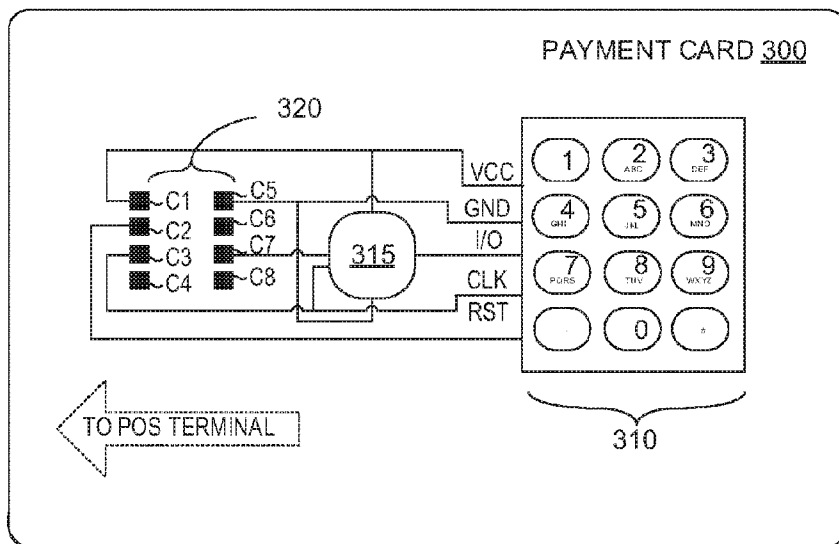 PAYMENT CARD 300
320
VCC
GND
I/O
CLK
RST
C1
C2
C3
C4
C5
C6
C7
C8
315
1
2 ABC
3 DEF
4 GHI
5 JKL
6 MNO
7 PQRS
8 TUV
9 WXYZ
0
#
TO POS TERMINAL
310